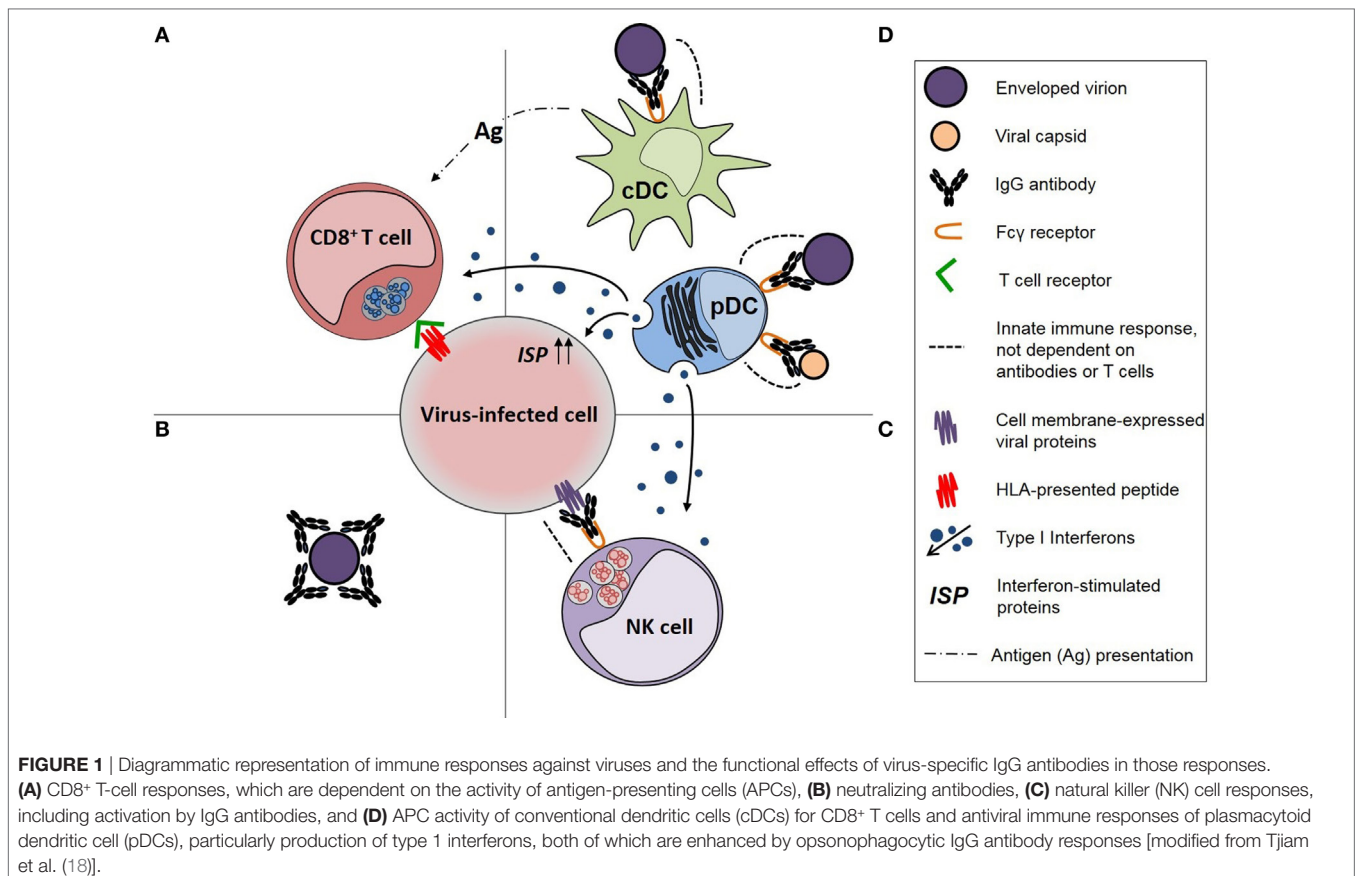 A
D
Ag
cDC
CD8⁺ T cell
pDC
ISP
Virus-infected cell
B
C
NK cell
Enveloped virion
Viral capsid
IgG antibody
Fcγ receptor
T cell receptor
Innate immune response,
not dependent on
antibodies or T cells
Cell membrane-expressed
viral proteins
HLA-presented peptide
Type I Interferons
ISP
Interferon-stimulated
proteins
Antigen (Ag) presentation
FIGURE 1 | Diagrammatic representation of immune responses against viruses and the functional effects of virus-specific IgG antibodies in those responses.
(A) CD8⁺ T-cell responses, which are dependent on the activity of antigen-presenting cells (APCs), (B) neutralizing antibodies, (C) natural killer (NK) cell responses,
including activation by IgG antibodies, and (D) APC activity of conventional dendritic cells (cDCs) for CD8⁺ T cells and antiviral immune responses of plasmacytoid
dendritic cell (pDCs), particularly production of type 1 interferons, both of which are enhanced by opsonophagocytic IgG antibody responses [modified from Tjiam
et al. (18)].